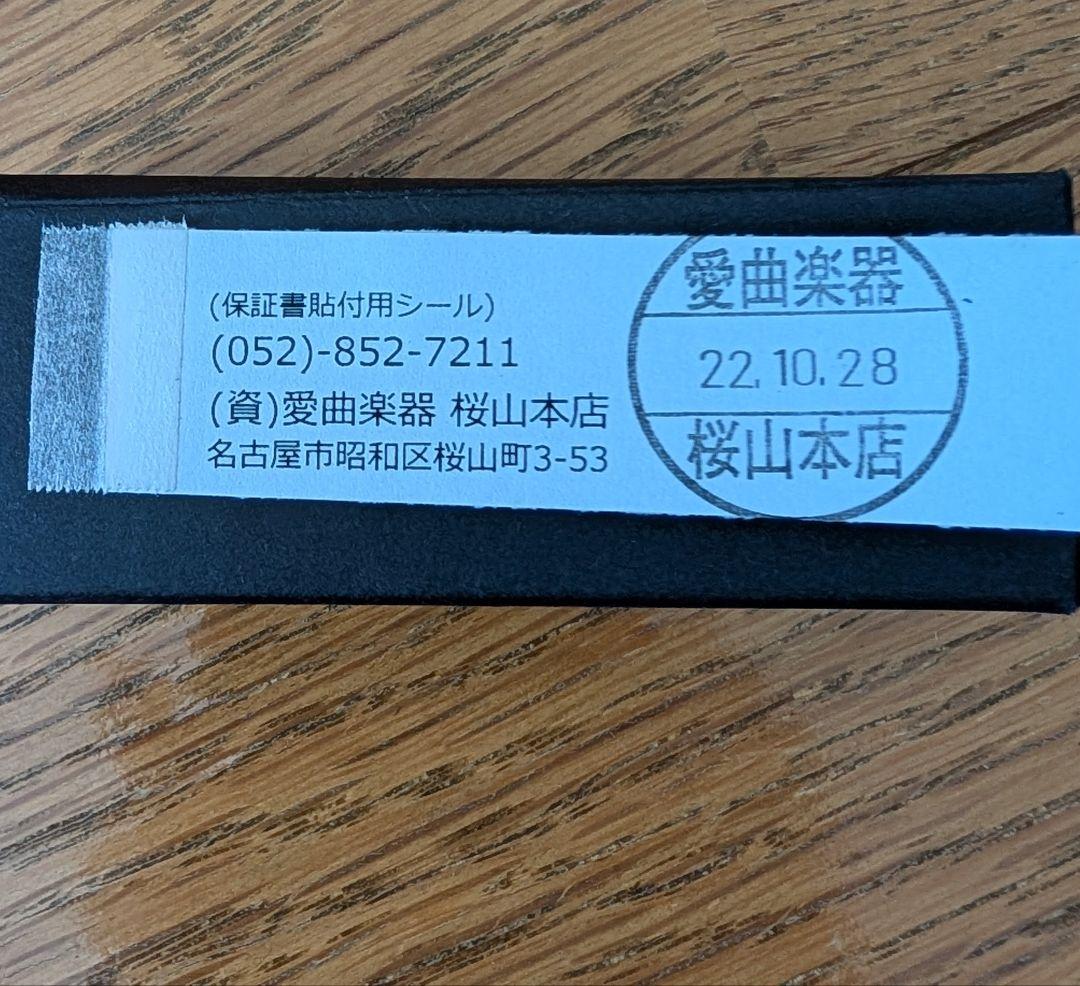 (保証書貼付用シール)
(052)-852-7211
(資)愛曲楽器 桜山本店
名古屋市昭和区桜山町3-53
愛曲楽器
22.10.28
桜山本店